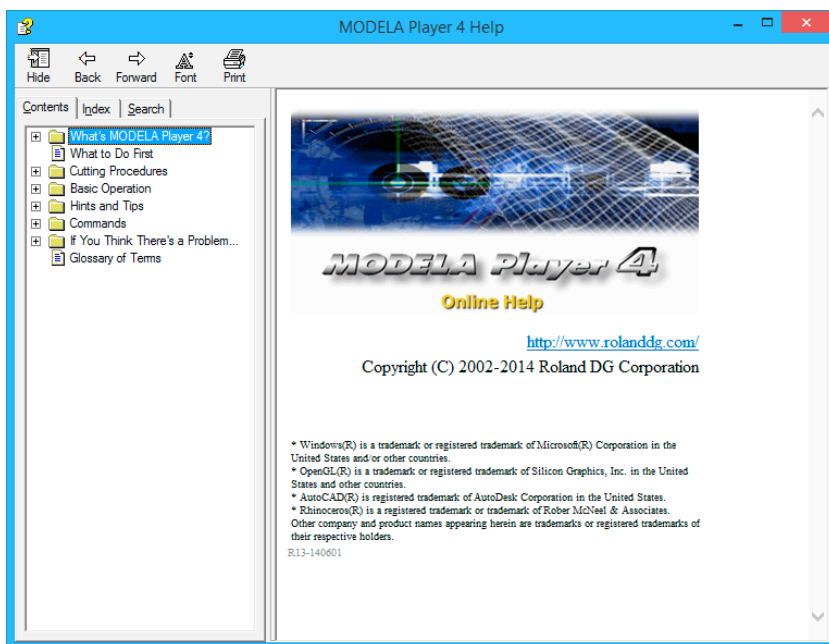 MODELA Player 4 Help
Hide Back Forward Font Print
Contents Index Search
What's MODELA Player 4?
What to Do First
Cutting Procedures
Basic Operation
Hints and Tips
Commands
If You Think There's a Problem...
Glossary of Terms
MODELA Player 4
Online Help
http://www.rolanddg.com/
Copyright (C) 2002-2014 Roland DG Corporation
* Windows(R) is a trademark or registered trademark of Microsoft(R) Corporation in the
United States and/or other countries.
* OpenGL(R) is a trademark or registered trademark of Silicon Graphics, Inc. in the United
States and other countries.
* AutoCAD(R) is registered trademark of AutoDesk Corporation in the United States.
* Rhinoceros(R) is a registered trademark or trademark of Rober McNeel & Associates.
Other company and product names appearing herein are trademarks or registered trademarks of
their respective holders.
R13-140601